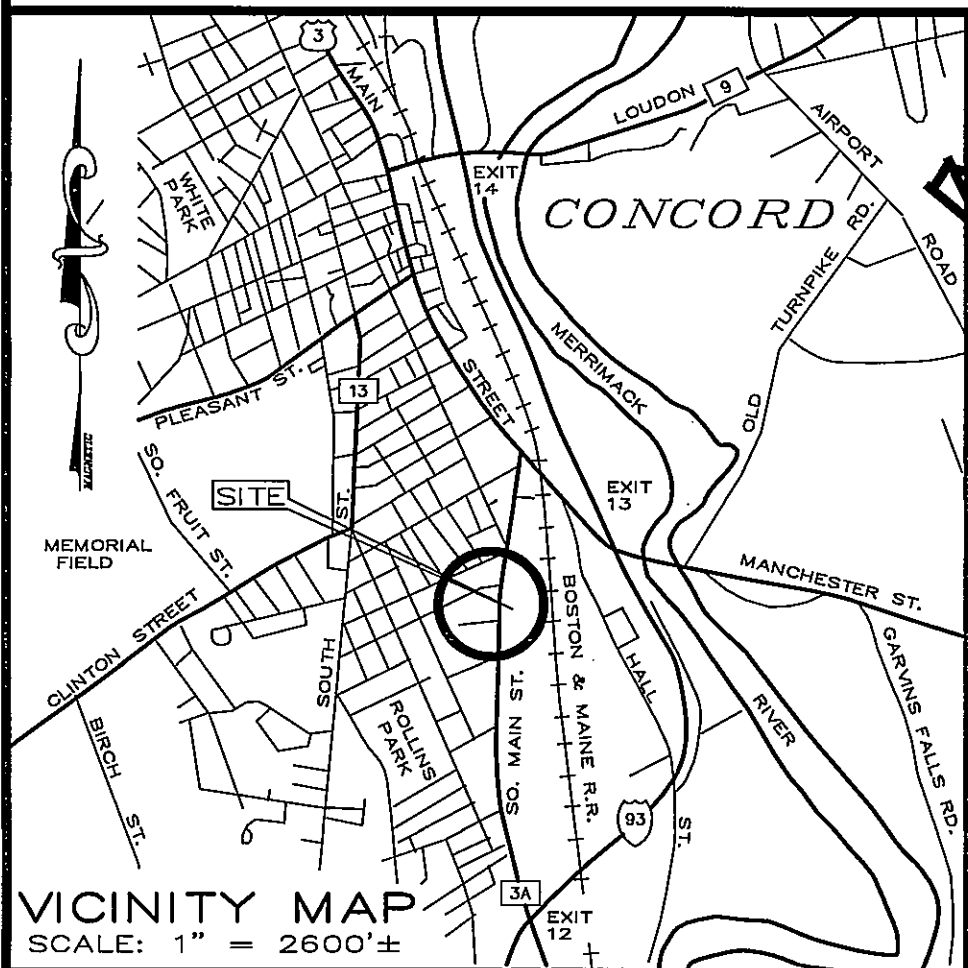 3
MAIN
LOUDON
9
AIRPORT
ROAD
EXIT
14
WHITE
PARK
CONCORD
TURNPIKE RD.
OLD
MERRIMACK
RIVER
STREET
PLEASANT ST.
13
ST.
SOUTH
MAGNETIC
SO. FRUIT ST.
SITE
EXIT
13
MEMORIAL
FIELD
MANCHESTER ST.
CLINTON STREET
BOSTON & MAINE R.R.
HALL
ST.
GARVINS FALLS RD.
ROLLINS
PARK
SO. MAIN ST.
BIRCH ST.
93
3A
EXIT
12
VICINITY MAP
SCALE: 1" = 2600'±